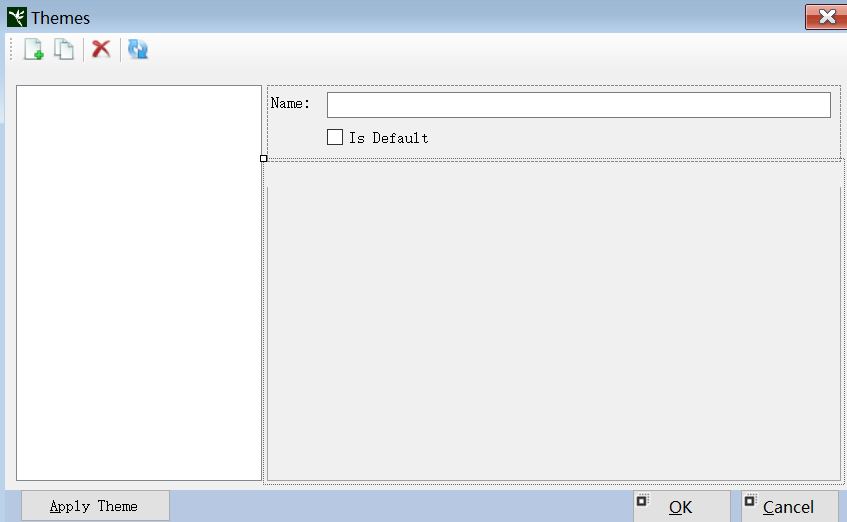 Themes
Name:
Is Default
Apply Theme
OK
Cancel